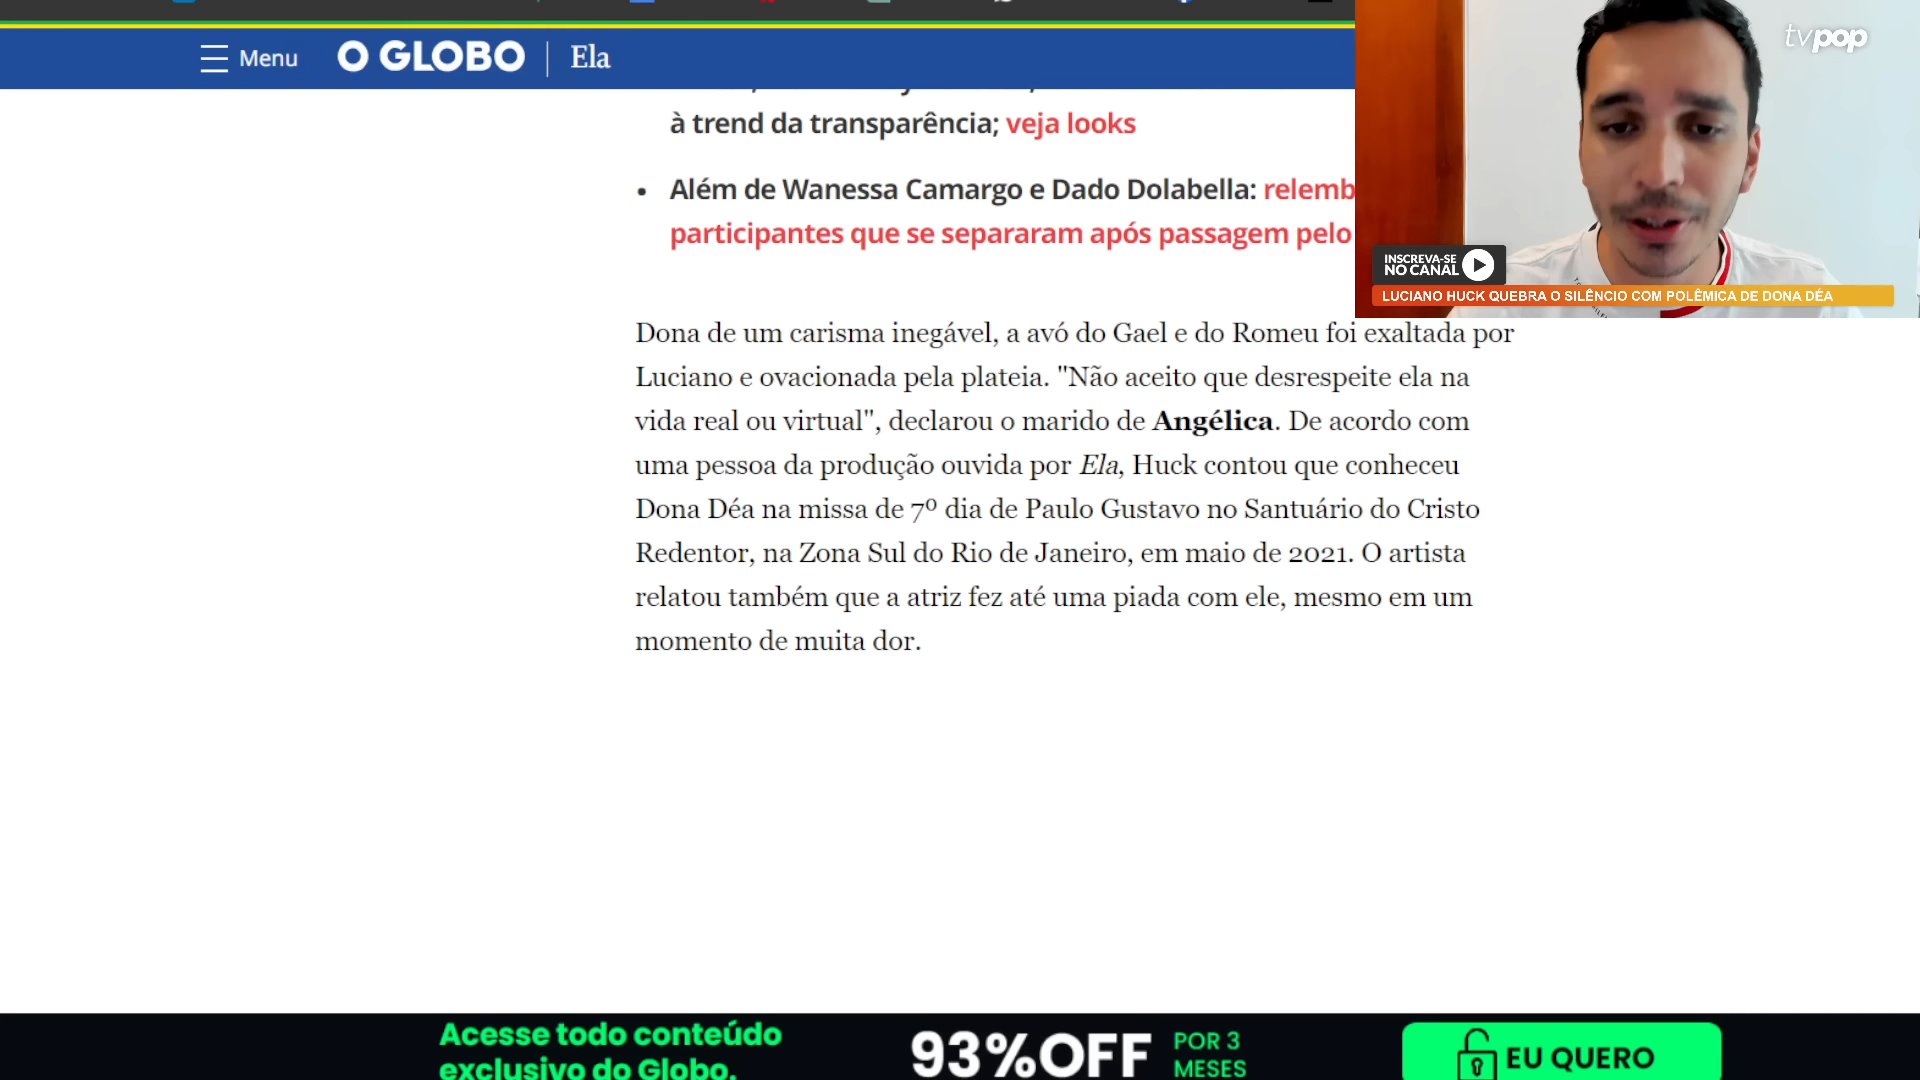 Menu
O GLOBO
Ela
tvpop
à trend da transparência; veja looks
• Além de Wanessa Camargo e Dado Dolabella:
participantes que se separaram após passagem pelo
INSCREVA-SE
NO CANAL
LUCIANO HUCK QUEBRA O SILÊNCIO COM POLÊMICA DE DONA DÉA
Dona de um carisma inegável, a avó do Gael e do Romeu foi exaltada por
Luciano e ovacionada pela plateia. "Não aceito que desrespeite ela na
vida real ou virtual", declarou o marido de Angélica. De acordo com
uma pessoa da produção ouvida por Ela, Huck contou que conheceu
Dona Déa na missa de 7º dia de Paulo Gustavo no Santuário do Cristo
Redentor, na Zona Sul do Rio de Janeiro, em maio de 2021. O artista
relatou também que a atriz fez até uma piada com ele, mesmo em um
momento de muita dor.
Acesse todo conteúdo
exclusivo do Globo.
93%OFF
POR 3
MESES
EU QUERO